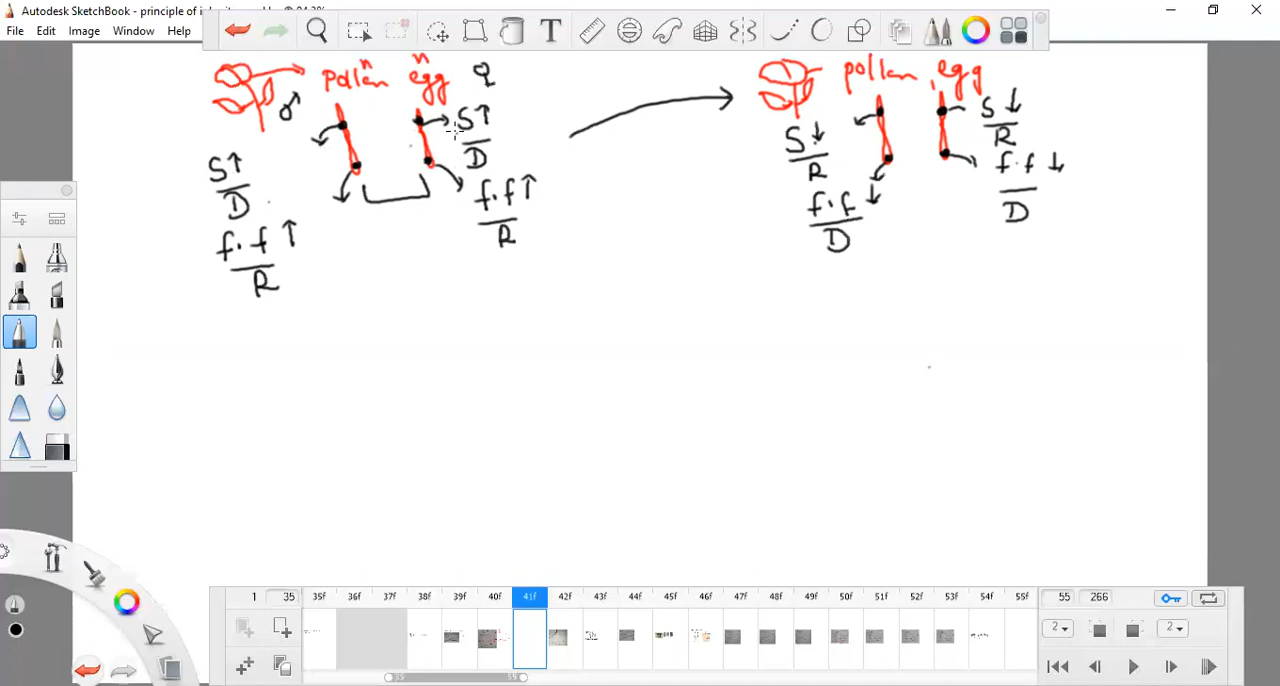 Autodesk SketchBook - principle of
File Edit Image Window Help
T
pollen n egg n ♀
♂
S↑
D
f.f↑
R
S↑
D
f.f↑
R
pollen, egg
S↓
R
f.f↓
D
S↓
R
f.f↓
D
1 35 35f 36f 37f 38f 39f 40f 41f 42f 43f 44f 45f 46f 47f 48f 49f 50f 51f 52f 53f 54f 55f 55 266
2 2
55 55